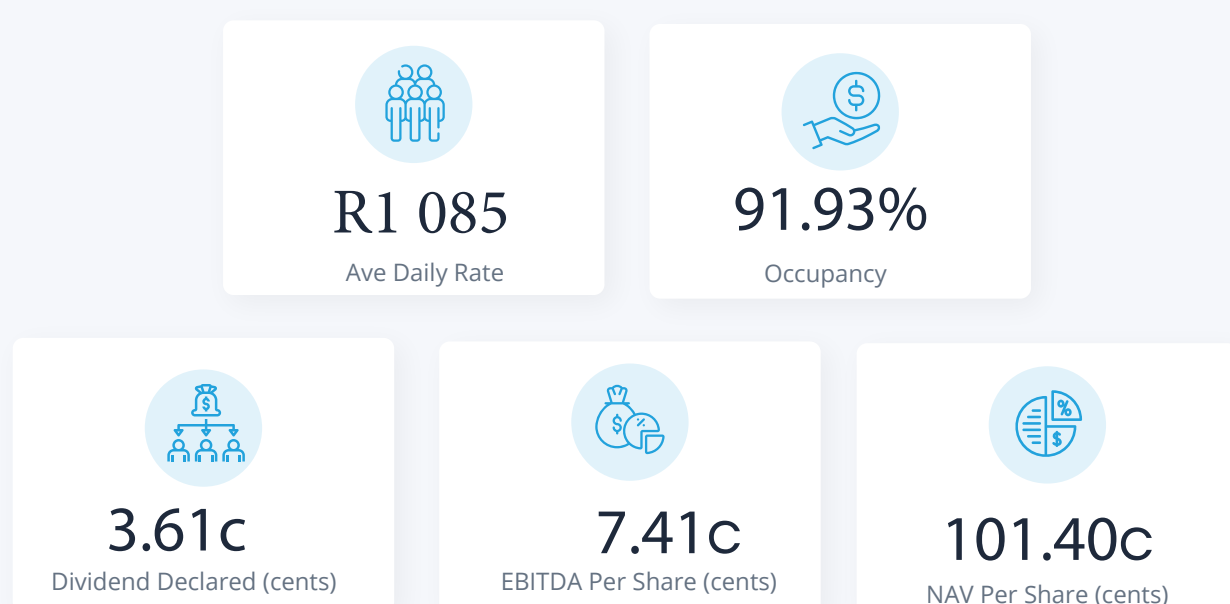 R1 085
Ave Daily Rate
91.93%
Occupancy
3.61c
Dividend Declared (cents)
7.41c
EBITDA Per Share (cents)
101.40c
NAV Per Share (cents)